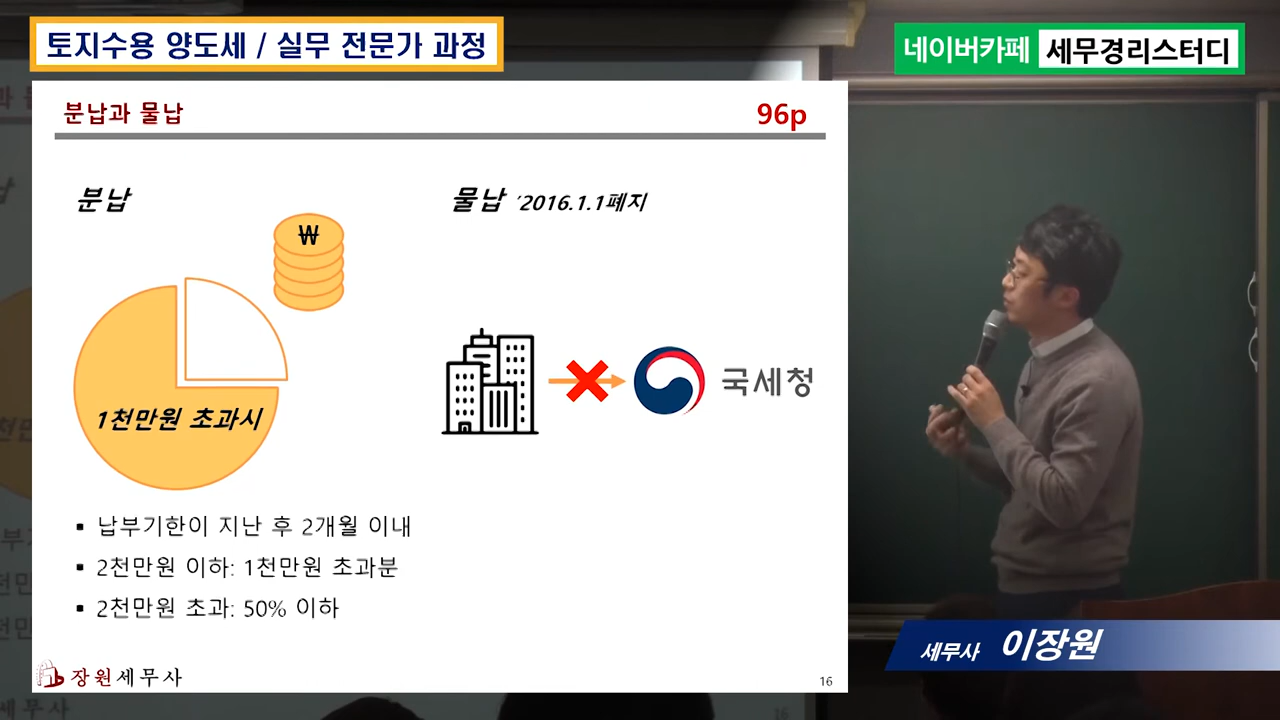 토지수용 양도세 / 실무 전문가 과정
네이버카페 세무경리스터디
분납과 물납
96p
분납
₩
1천만원 초과시
물납 '2016.1.1폐지
국세청
▪ 납부기한이 지난 후 2개월 이내
▪ 2천만원 이하: 1천만원 초과분
▪ 2천만원 초과: 50% 이하
장원세무사
16
세무사 이장원